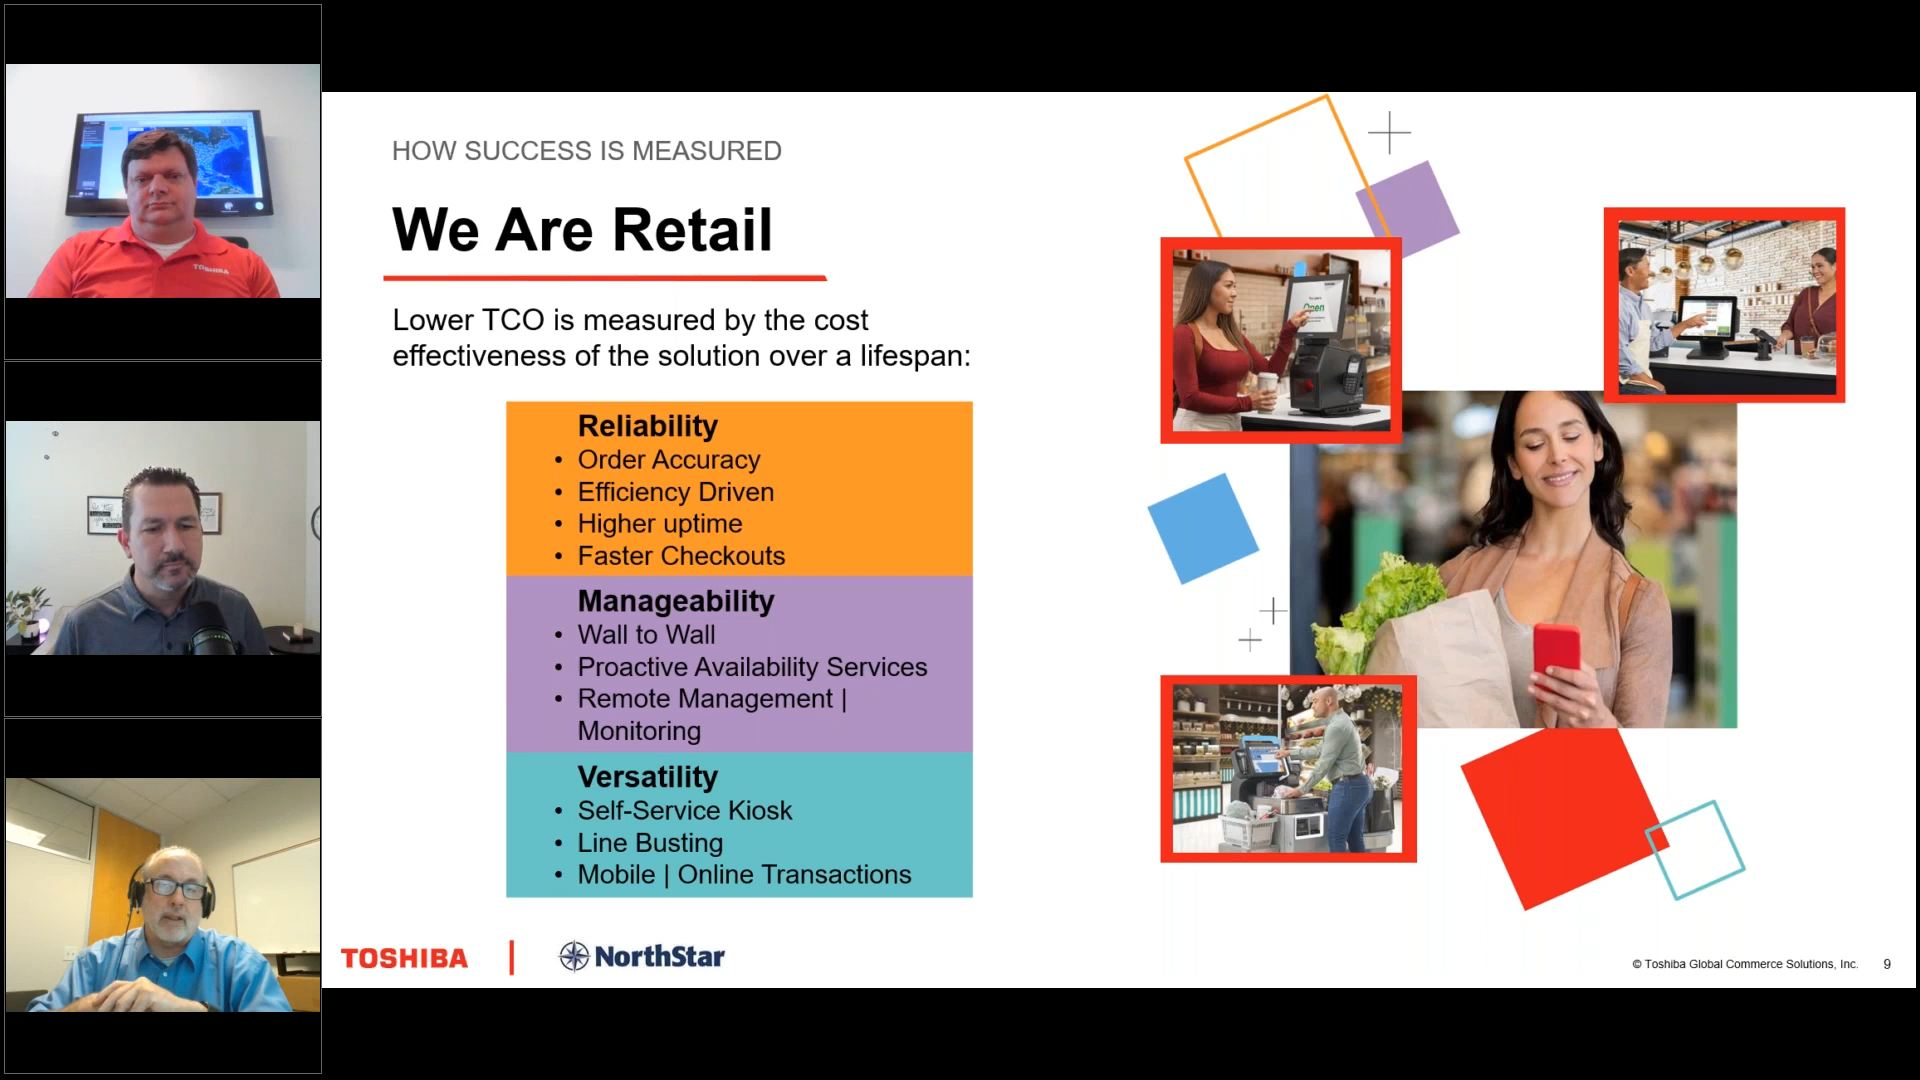 TOSHIBA
HOW SUCCESS IS MEASURED
We Are Retail
Lower TCO is measured by the cost
effectiveness of the solution over a lifespan:
Reliability
• Order Accuracy
• Efficiency Driven
• Higher uptime
• Faster Checkouts
Manageability
• Wall to Wall
• Proactive Availability Services
• Remote Management |
Monitoring
Versatility
• Self-Service Kiosk
• Line Busting
• Mobile | Online Transactions
Open
TOSHIBA | NorthStar
© Toshiba Global Commerce Solutions, Inc. 9